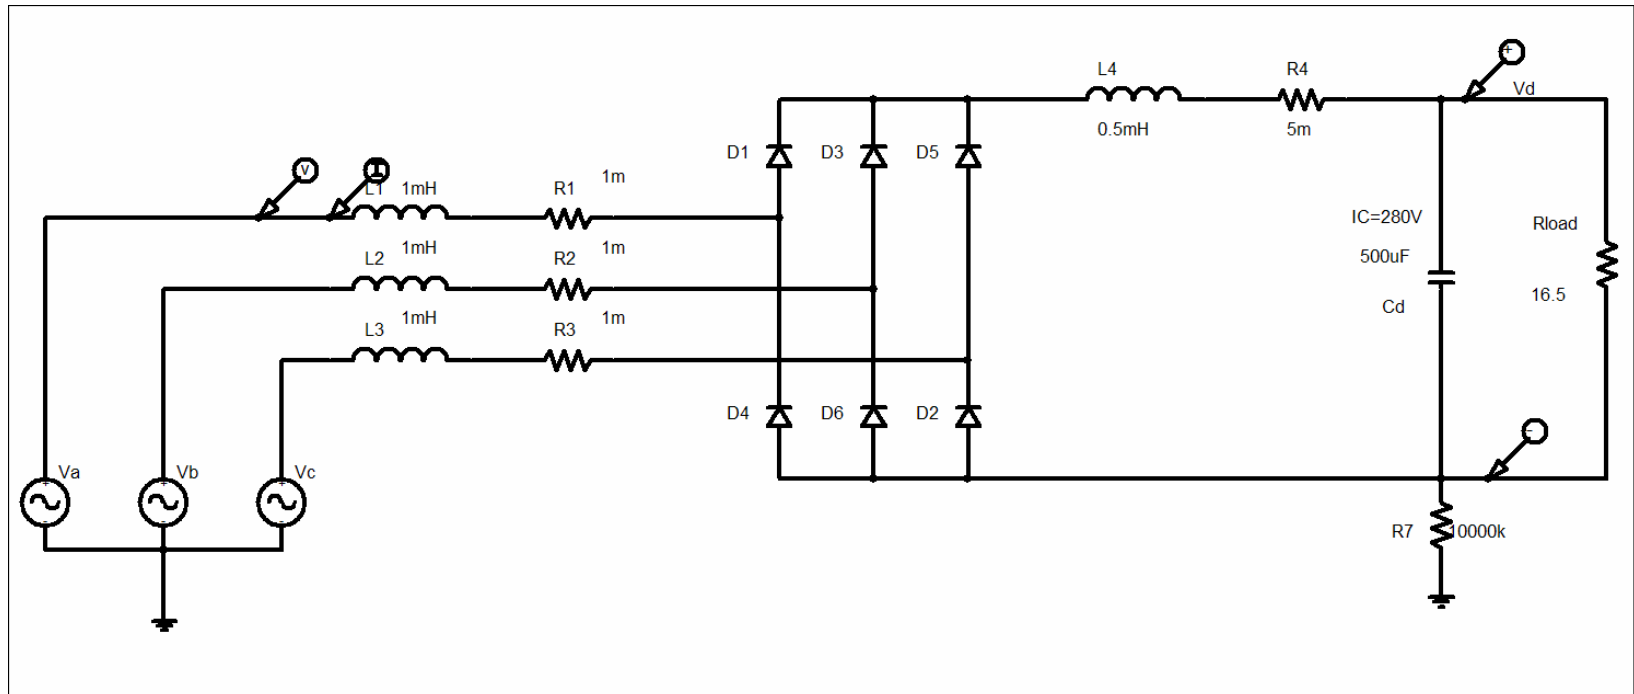 L4
R4
Vd
0.5mH
5m
D1
D3
D5
V
I
L1
1mH
R1
1m
IC=280V
Rload
L2
1mH
R2
1m
500uF
16.5
Cd
L3
1mH
R3
1m
D4
D6
D2
Va
Vb
Vc
R7
10000k